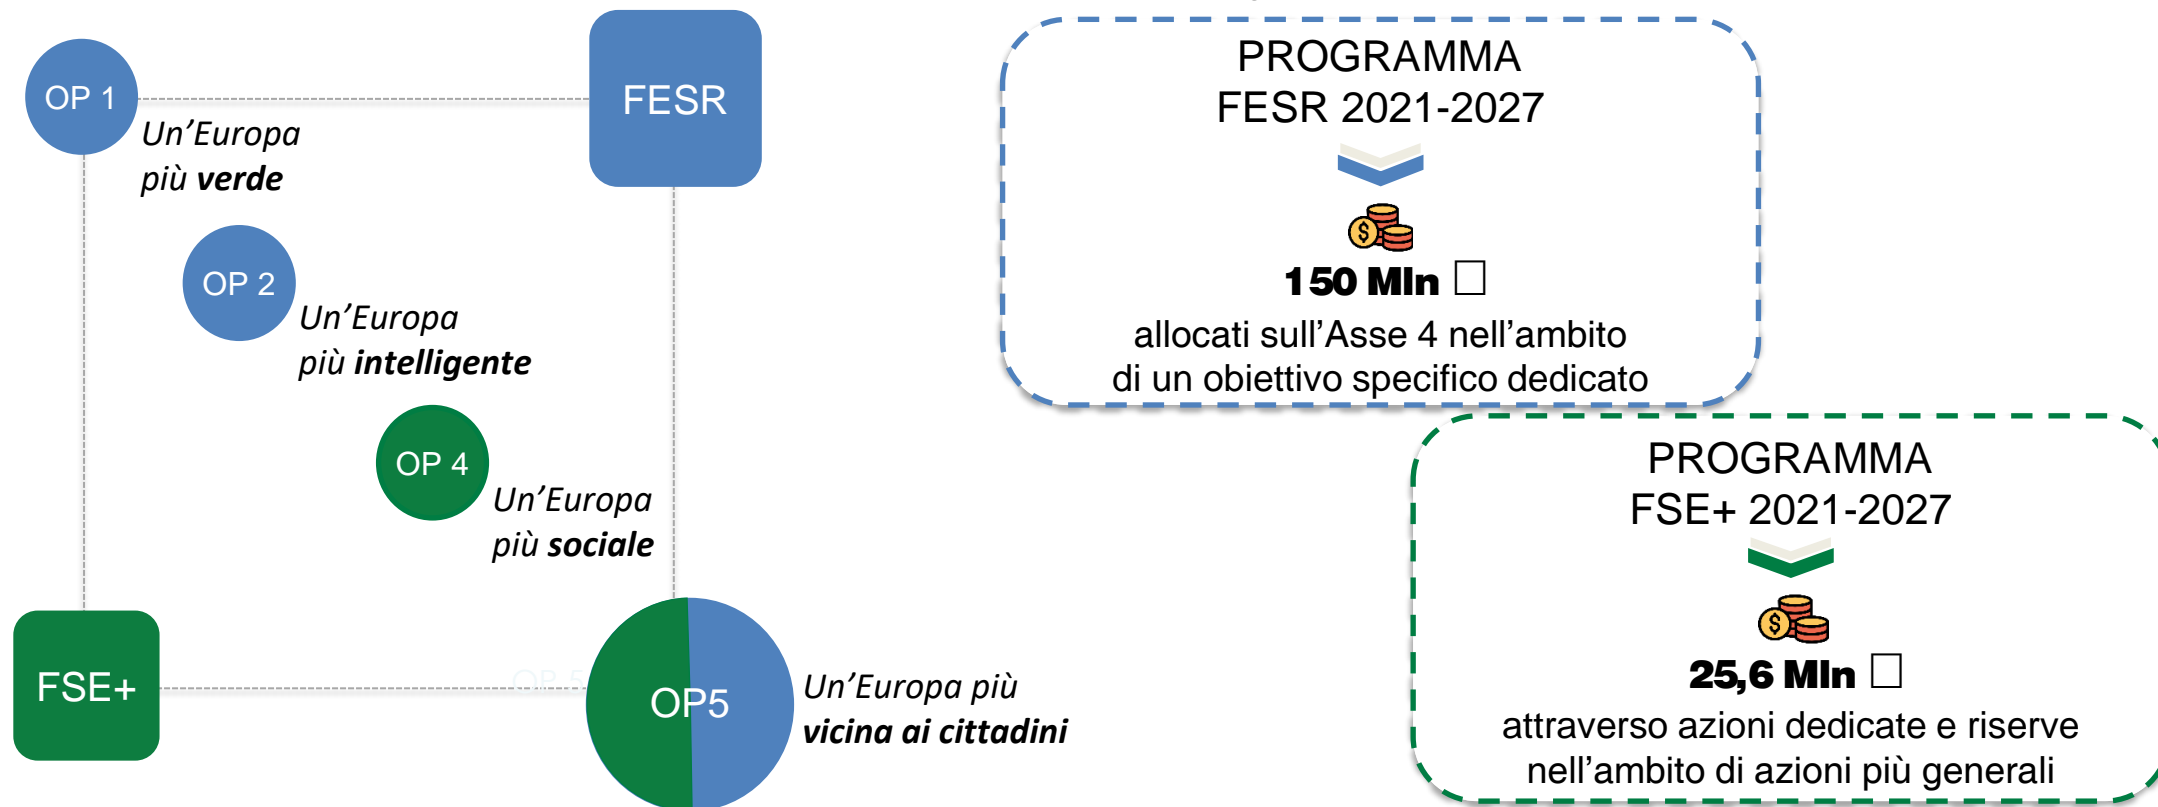 OP 1
Un’Europa
più verde
FESR
OP 2
Un’Europa
più intelligente
OP 4
Un’Europa
più sociale
FSE+
OP 5
OP5
Un’Europa più
vicina ai cittadini
PROGRAMMA
FESR 2021-2027
$
150 Mln □
allocati sull’Asse 4 nell’ambito
di un obiettivo specifico dedicato
PROGRAMMA
FSE+ 2021-2027
$
25,6 Mln □
attraverso azioni dedicate e riserve
nell’ambito di azioni più generali